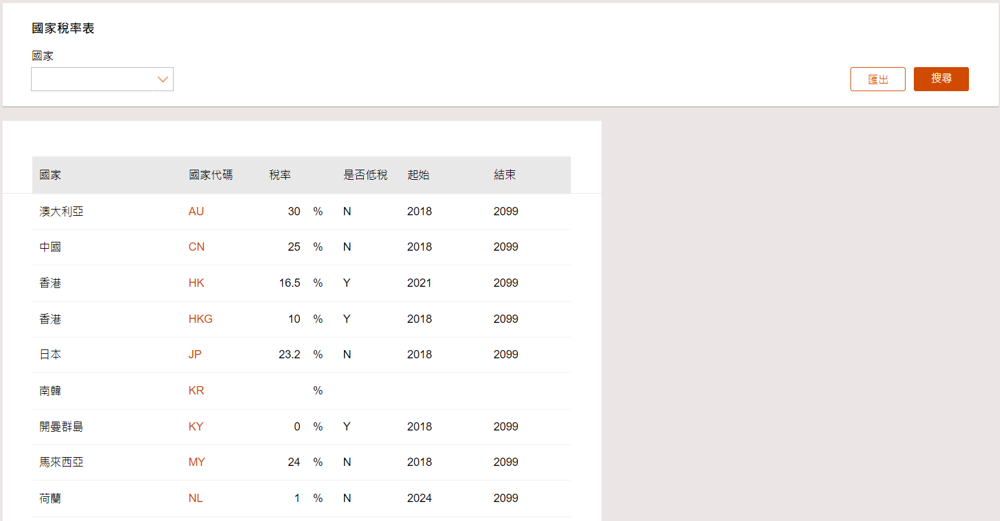 國家稅率表
國家
匯出 搜尋
國家 國家代碼 稅率 是否低稅 起始 結束
澳大利亞 AU 30 % N 2018 2099
中國 CN 25 % N 2018 2099
香港 HK 16.5 % Y 2021 2099
香港 HKG 10 % Y 2018 2099
日本 JP 23.2 % N 2018 2099
南韓 KR %
開曼群島 KY 0 % Y 2018 2099
馬來西亞 MY 24 % N 2018 2099
荷蘭 NL 1 % N 2024 2099